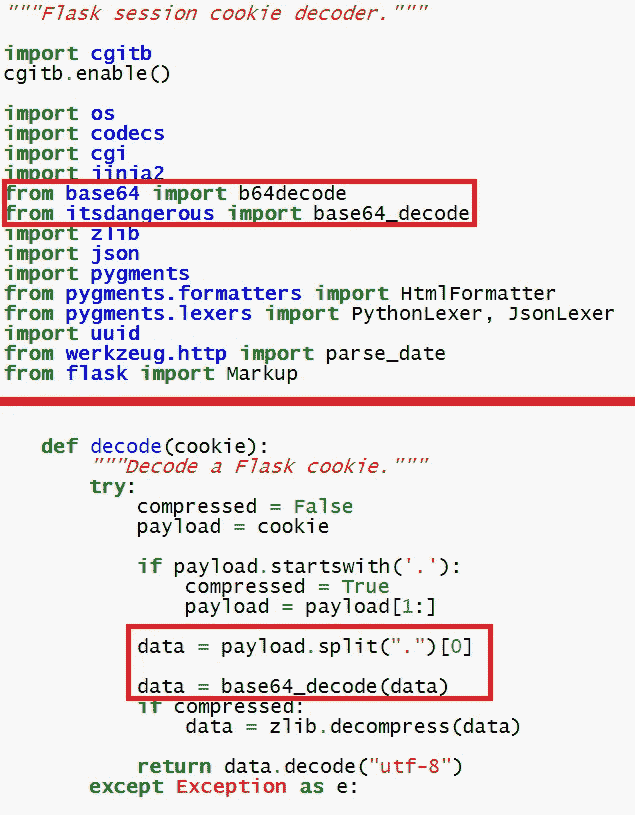 """Flask session cookie decoder."""
import cgitb
cgitb.enable()
import os
import codecs
import cgi
import jinja2
from base64 import b64decode
from itsdangerous import base64_decode
import zlib
import json
import pygments
from pygments.formatters import HtmlFormatter
from pygments.lexers import PythonLexer, JsonLexer
import uuid
from werkzeug.http import parse_date
from flask import Markup
def decode(cookie):
"""Decode a Flask cookie."""
try:
compressed = False
payload = cookie
if payload.startswith('.'):
compressed = True
payload = payload[1:]
data = payload.split(".")[0]
data = base64_decode(data)
if compressed:
data = zlib.decompress(data)
return data.decode("utf-8")
except Exception as e: